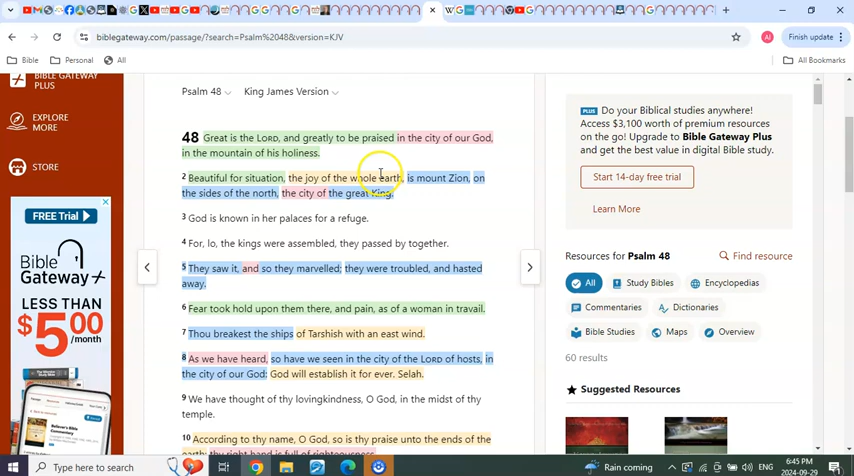 biblegateway.com/passage/?search=Psalm%2048&version=KJV
Finish update
Bible
Personal
All
All Bookmarks
BIBLE GATEWAY
PLUS
EXPLORE
MORE
STORE
FREE Trial
Bible
Gateway+
LESS THAN
$5.00
/month
Psalm 48
King James Version
48 Great is the LORD, and greatly to be praised in the city of our God,
in the mountain of his holiness.
2 Beautiful for situation, the joy of the whole earth, is mount Zion, on
the sides of the north, the city of the great King.
3 God is known in her palaces for a refuge.
4 For, lo, the kings were assembled, they passed by together.
5 They saw it, and so they marvelled; they were troubled, and hasted
away.
6 Fear took hold upon them there, and pain, as of a woman in travail.
7 Thou breakest the ships of Tarshish with an east wind.
8 As we have heard, so have we seen in the city of the LORD of hosts, in
the city of our God: God will establish it for ever. Selah.
9 We have thought of thy lovingkindness, O God, in the midst of thy
temple.
10 According to thy name, O God, so is thy praise unto the ends of the
earth: thy right hand is full of righteousness.
PLUS Do your Biblical studies anywhere!
Access $3,100 worth of premium resources
on the go! Upgrade to Bible Gateway Plus
and get the best value in digital Bible study.
Start 14-day free trial
Learn More
Resources for Psalm 48
Find resource
All
Study Bibles
Encyclopedias
Commentaries
Dictionaries
Bible Studies
Maps
Overview
60 results
Suggested Resources
Type here to search
Rain coming
ENG
6:45 PM
2024-09-29